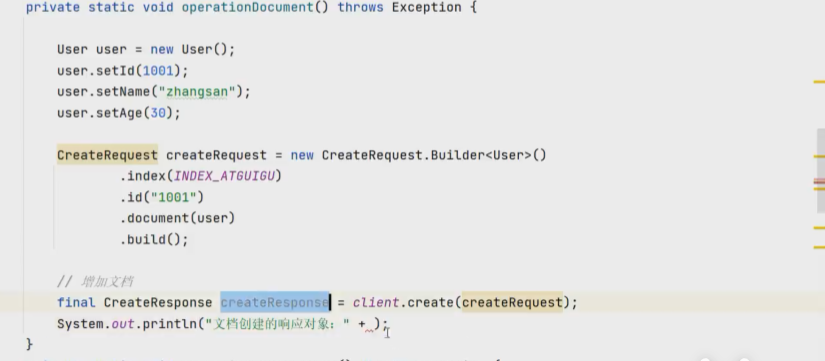 private static void operationDocument() throws Exception {
User user = new User();
user.setId(1001);
user.setName("zhangsan");
user.setAge(30);
CreateRequest createRequest = new CreateRequest.Builder<User>()
.index(INDEX_ATGUIGU)
.id("1001")
.document(user)
.build();
// 增加文档
final CreateResponse createResponse = client.create(createRequest);
System.out.println("文档创建的响应对象：" + );
}